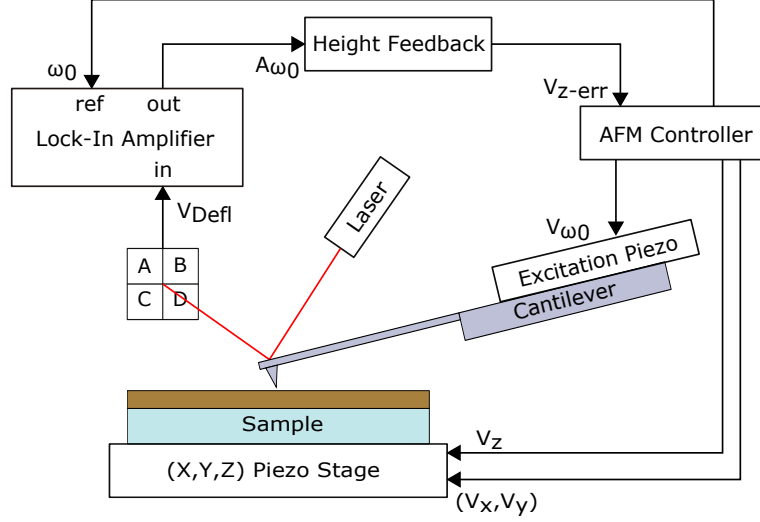 Height Feedback
ω0
Aω0
ref out
Lock-In Amplifier
in
Vz-err
AFM Controller
VDefl
Laser
A B
C D
Vω0
Excitation Piezo
Cantilever
Sample
Vz
(X,Y,Z) Piezo Stage
(Vx,Vy)